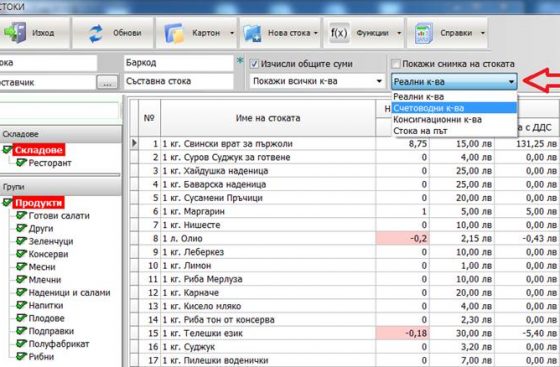 СТОКИ
Изход Обнови Картон Нова стока f(x) Функции Справки
ока Баркод * Изчисли общите суми Покажи снимка на стоката
оставчик ... Съставна стока Покажи всички к-ва Реални к-ва
Реални к-ва
Счетоводни к-ва
Консигнационни к-ва
Стока на път
Складове
Складове
Ресторант
Групи
Продукти
Готови салати
Други
Зеленчуци
Консерви
Месни
Млечни
Наденици и салами
Напитки
Плодове
Подправки
Полуфабрикат
Рибни
№ Име на стоката Н а с ДДС
1 1 кг. Свински врат за пържоли 8,75 15,00 лв 131,25 лв
2 1 кг. Суров Суджук за готвене 0 4,00 лв 0,00 лв
3 1 кг. Хайдушка наденица 0 25,00 лв 0,00 лв
4 1 кг. Баварска наденица 0 25,00 лв 0,00 лв
5 1 кг. Сусамени Пръчици 0 20,00 лв 0,00 лв
6 1 кг. Маргарин 1 5,00 лв 5,00 лв
7 1 кг. Нишесте 0 10,00 лв 0,00 лв
8 1 л. Олио -0,2 2,15 лв -0,43 лв
9 1 кг. Леберкез 0 10,00 лв 0,00 лв
10 1 кг. Лимон 0 1,00 лв 0,00 лв
11 1 кг. Риба Мерлуза 0 10,00 лв 0,00 лв
12 1 кг. Карначе 0 20,00 лв 0,00 лв
13 1 кг. Кисело мляко 0 4,00 лв 0,00 лв
14 1 кг. Риба тон от консерва 0 2,30 лв 0,00 лв
15 1 кг. Телешки език -0,18 30,00 лв -5,40 лв
16 1 кг. Суджук 0 3,20 лв 0,00 лв
17 1 кг. Пилешки воденички 0 7,00 лв 0,00 лв